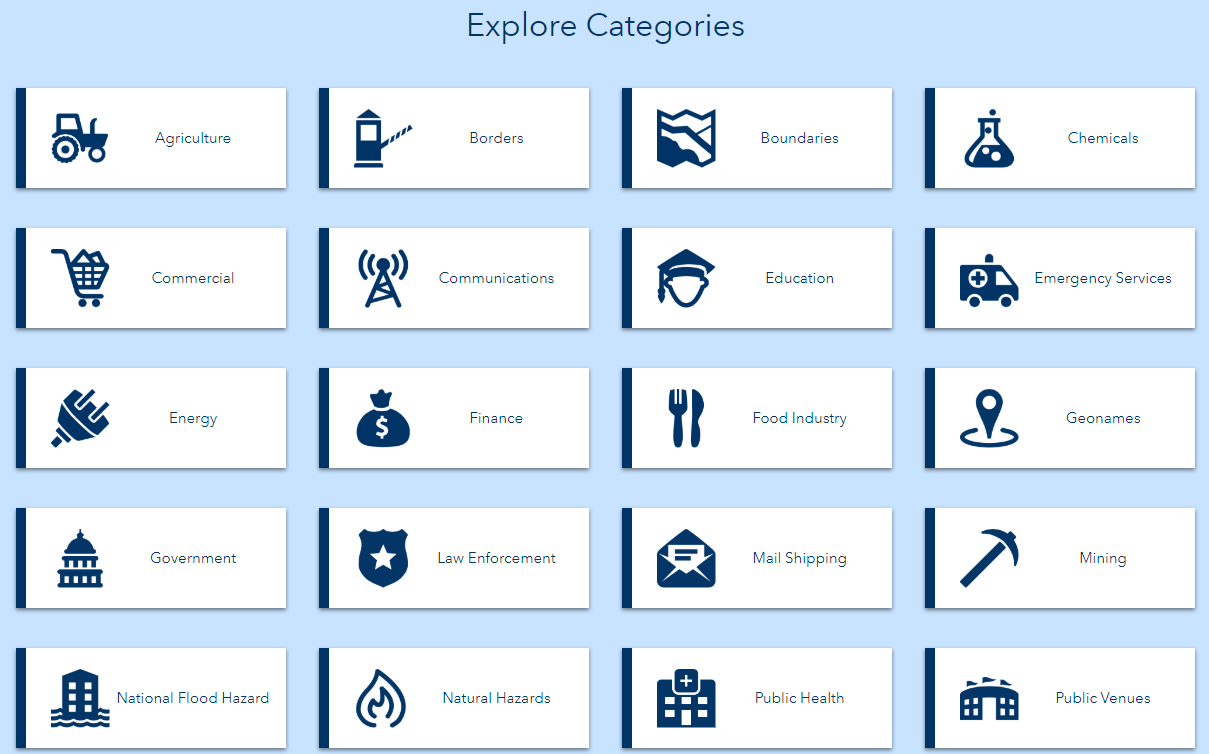 Explore Categories
Agriculture
Borders
Boundaries
Chemicals
Commercial
Communications
Education
Emergency Services
Energy
$
Finance
Food Industry
Geonames
Government
Law Enforcement
Mail Shipping
Mining
National Flood Hazard
Natural Hazards
Public Health
Public Venues